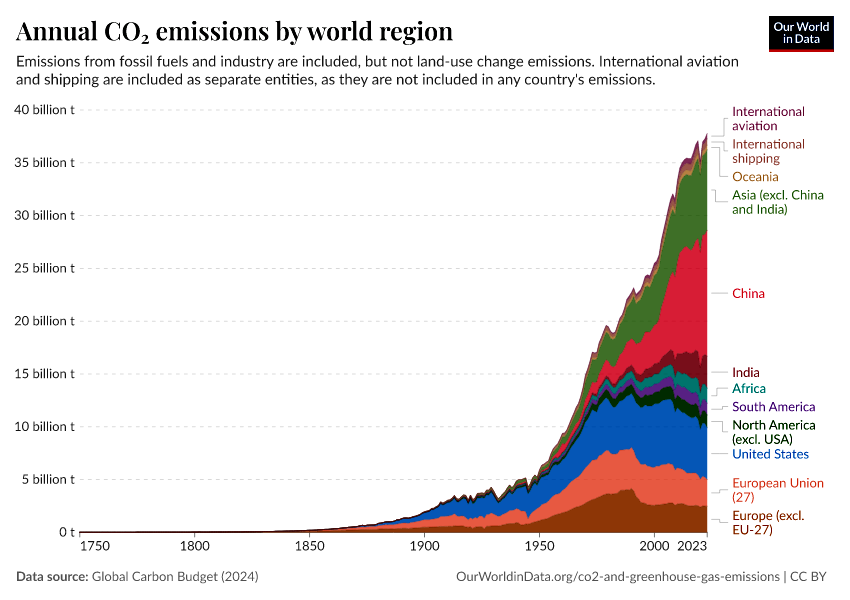 Annual CO₂ emissions by world region
Our World
in Data
Emissions from fossil fuels and industry are included, but not land-use change emissions. International aviation
and shipping are included as separate entities, as they are not included in any country's emissions.
40 billion t
35 billion t
30 billion t
25 billion t
20 billion t
15 billion t
10 billion t
5 billion t
0 t
International
aviation
International
shipping
Oceania
Asia (excl. China
and India)
China
India
Africa
South America
North America
(excl. USA)
United States
European Union
(27)
Europe (excl.
EU-27)
1750 1800 1850 1900 1950 2000 2023
Data source: Global Carbon Budget (2024)
OurWorldinData.org/co2-and-greenhouse-gas-emissions | CC BY